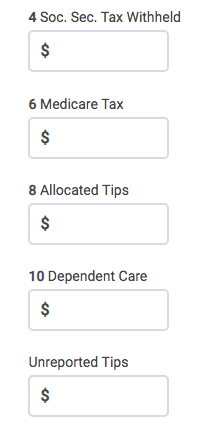 4 Soc. Sec. Tax Withheld
$
6 Medicare Tax
$
8 Allocated Tips
$
10 Dependent Care
$
Unreported Tips
$